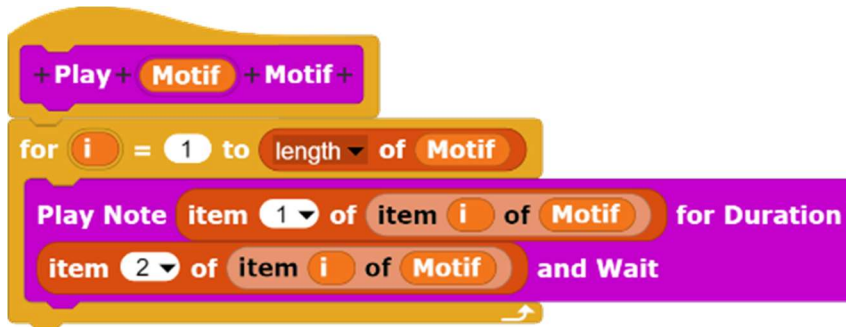 +Play+ Motif +Motif+
for i = 1 to length of Motif
Play Note item 1 of item i of Motif for Duration
item 2 of item i of Motif and Wait